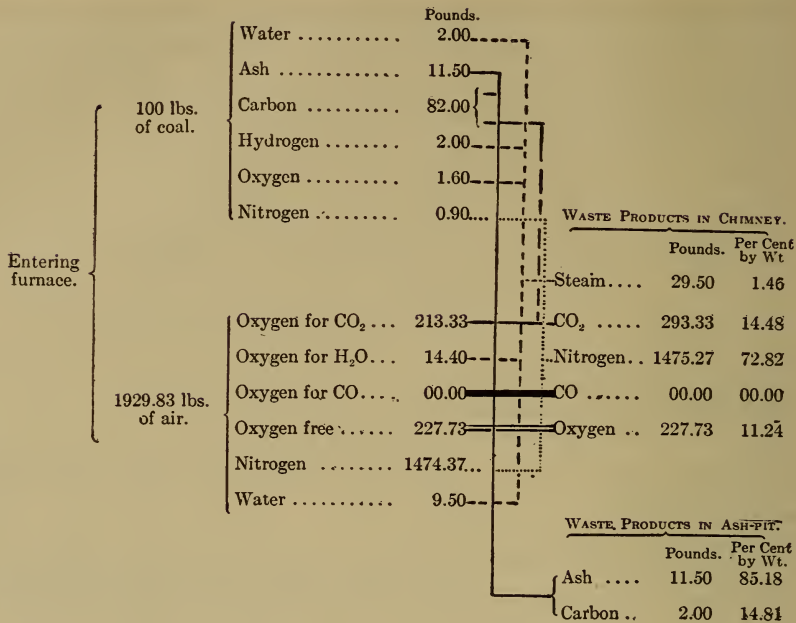 Pounds.
Water .......... 2.00
Ash ............ 11.50
100 lbs. of coal.
Carbon ......... 82.00
Hydrogen ........ 2.00
Oxygen ......... 1.60
Nitrogen ......... 0.90
WASTE PRODUCTS IN CHIMNEY.
Pounds. Per Cent by Wt
Entering furnace.
Steam.... 29.50 1.46
Oxygen for CO₂ ... 213.33 CO₂ ..... 293.33 14.48
Oxygen for H₂O... 14.40 Nitrogen.. 1475.27 72.82
1929.83 lbs. of air.
Oxygen for CO.... 00.00 CO ...... 00.00 00.00
Oxygen free ...... 227.73 Oxygen .. 227.73 11.24
Nitrogen ........ 1474.37...
Water ........... 9.50
WASTE PRODUCTS IN ASH-PIT.
Pounds. Per Cent by Wt.
Ash .... 11.50 85.18
Carbon .. 2.00 14.81